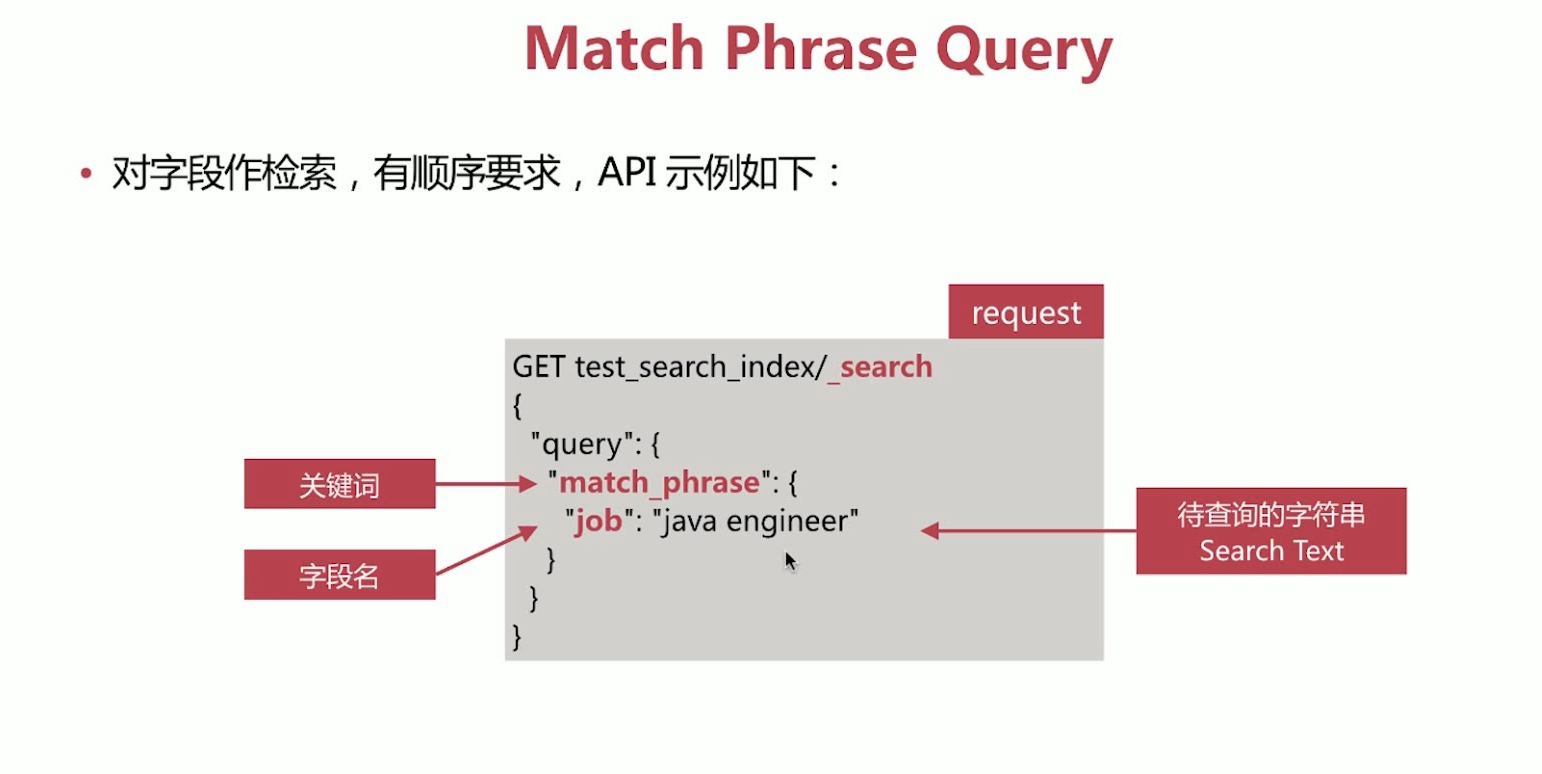 Match Phrase Query
• 对字段作检索，有顺序要求，API 示例如下：
request
GET test_search_index/_search
{
"query": {
"match_phrase": {
"job": "java engineer"
}
}
}
关键词
字段名
待查询的字符串
Search Text